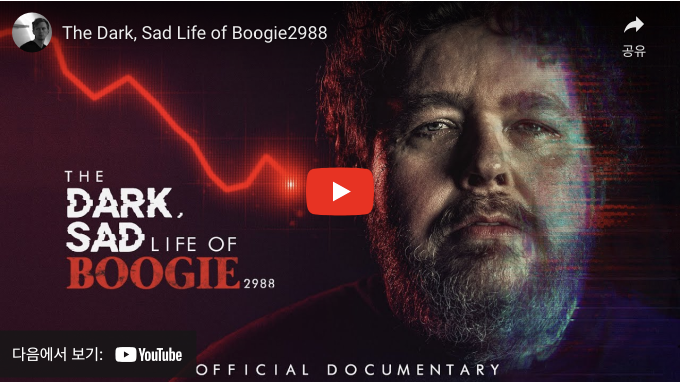 The Dark, Sad Life of Boogie2988
공유
THE
DARK,
SAD LIFE OF
BOOGIE 2988
다음에서 보기: YouTube
OFFICIAL DOCUMENTARY